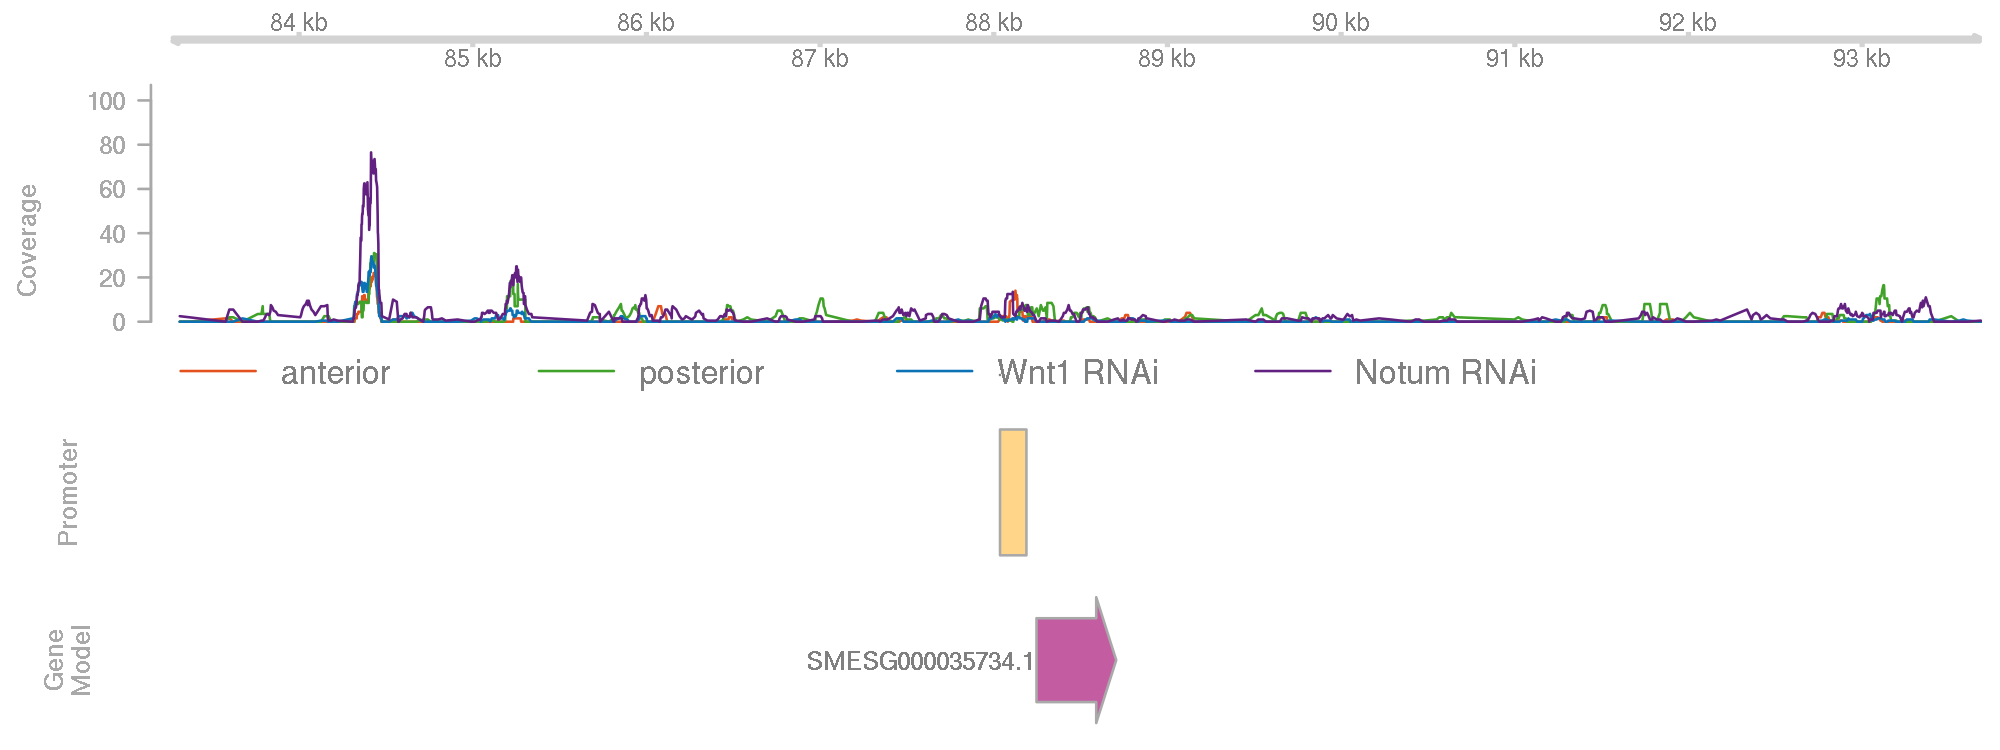 84 kb 86 kb 88 kb 90 kb 92 kb
85 kb 87 kb 89 kb 91 kb 93 kb
Coverage
100
80
60
40
20
0
anterior posterior Wnt1 RNAi Notum RNAi
Promoter
Gene
Model
SMESG000035734.1